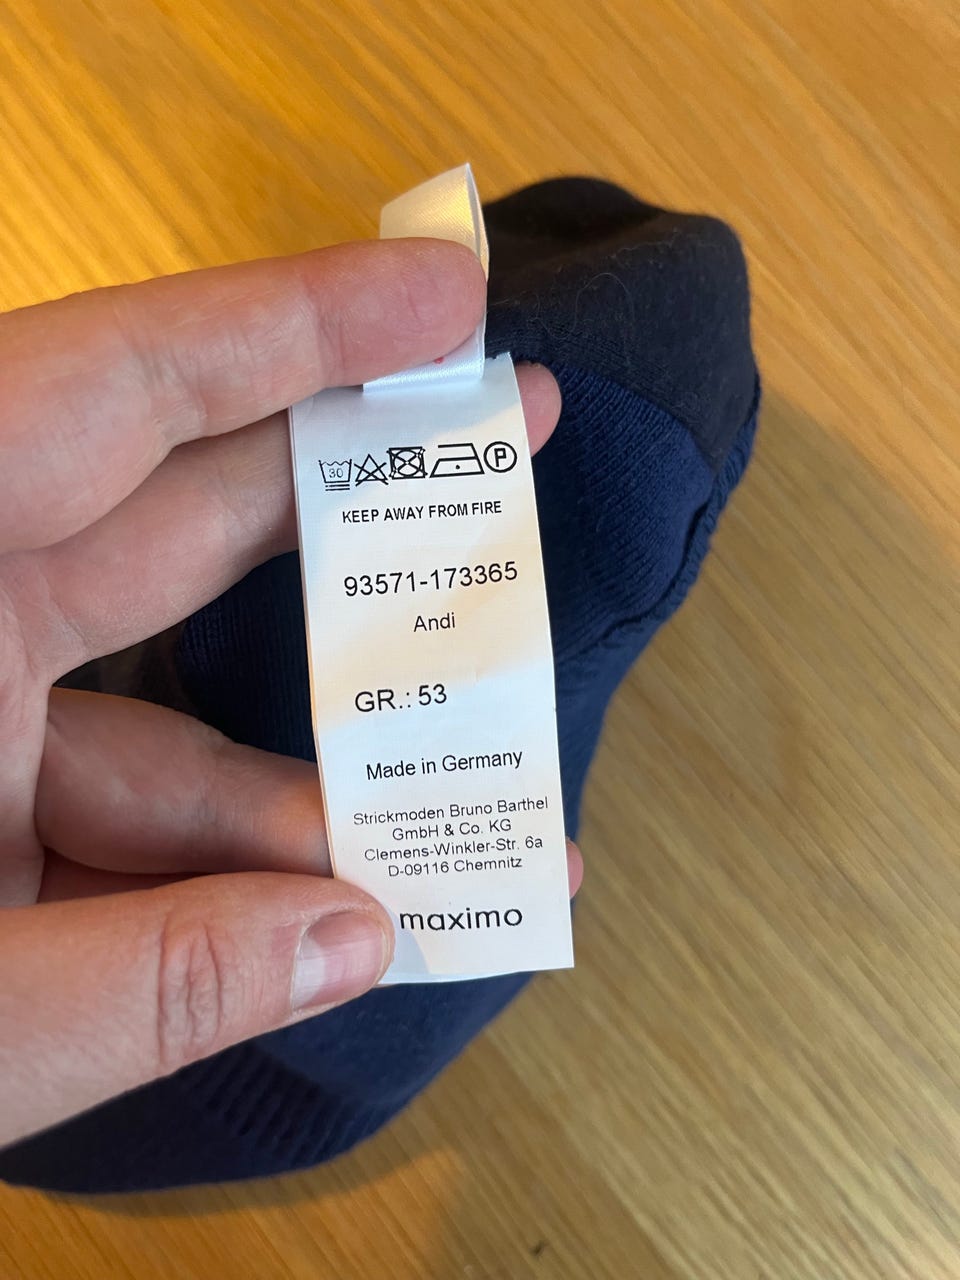 30
P
KEEP AWAY FROM FIRE
93571-173365
Andi
GR.: 53
Made in Germany
Strickmoden Bruno Barthel
GmbH & Co. KG
Clemens-Winkler-Str. 6a
D-09116 Chemnitz
maximo